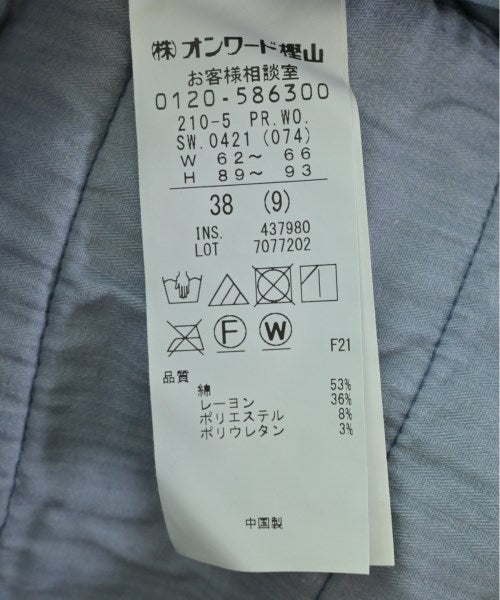 (株)オンワード樫山
お客様相談室
0120-586300
210-5 PR.WO.
SW.0421 (074)
W 62～ 66
H 89～ 93
38 (9)
INS. 437980
LOT 7077202
F W
F21
品質
綿 53%
レーヨン 36%
ポリエステル 8%
ポリウレタン 3%
中国製